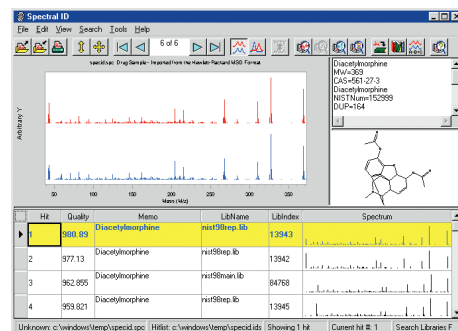 Spectral ID
File Edit View Search Tools Help
6 of 6
specid.spc Drug Sample - Imported from the Hewlett-Packard MSD Format
Arbitrary Y
50 100 150 200 250 300 350
Mass (M/z)
Diacetylmorphine
MW=369
CAS=561-27-3
Diacetylmorphine
NISTNum=152999
DUP=164
Hit Quality Memo LibName LibIndex Spectrum
1 980.89 Diacetylmorphine nist98rep.lib 13943
2 977.13 Diacetylmorphine nist98rep.lib 13942
3 962.855 Diacetylmorphine nist98main.lib 84768
4 959.821 Diacetylmorphine nist98rep.lib 13945
Unknown: c:\windows\temp\specid.spc Hitlist: c:\windows\temp\specid.ids Showing 1 hit Current hit #: 1 Search Libraries F